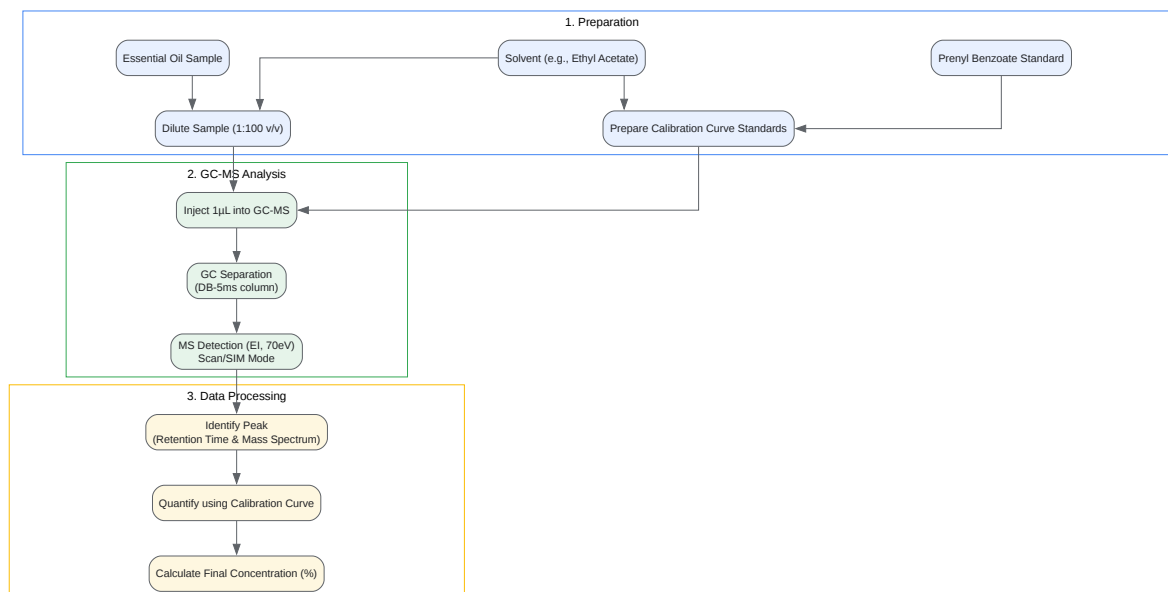 1. Preparation
Essential Oil Sample
Solvent (e.g., Ethyl Acetate)
Prenyl Benzoate Standard
Dilute Sample (1:100 v/v)
Prepare Calibration Curve Standards
2. GC-MS Analysis
Inject 1µL into GC-MS
GC Separation
(DB-5ms column)
MS Detection (EI, 70eV)
Scan/SIM Mode
3. Data Processing
Identify Peak
(Retention Time & Mass Spectrum)
Quantify using Calibration Curve
Calculate Final Concentration (%)